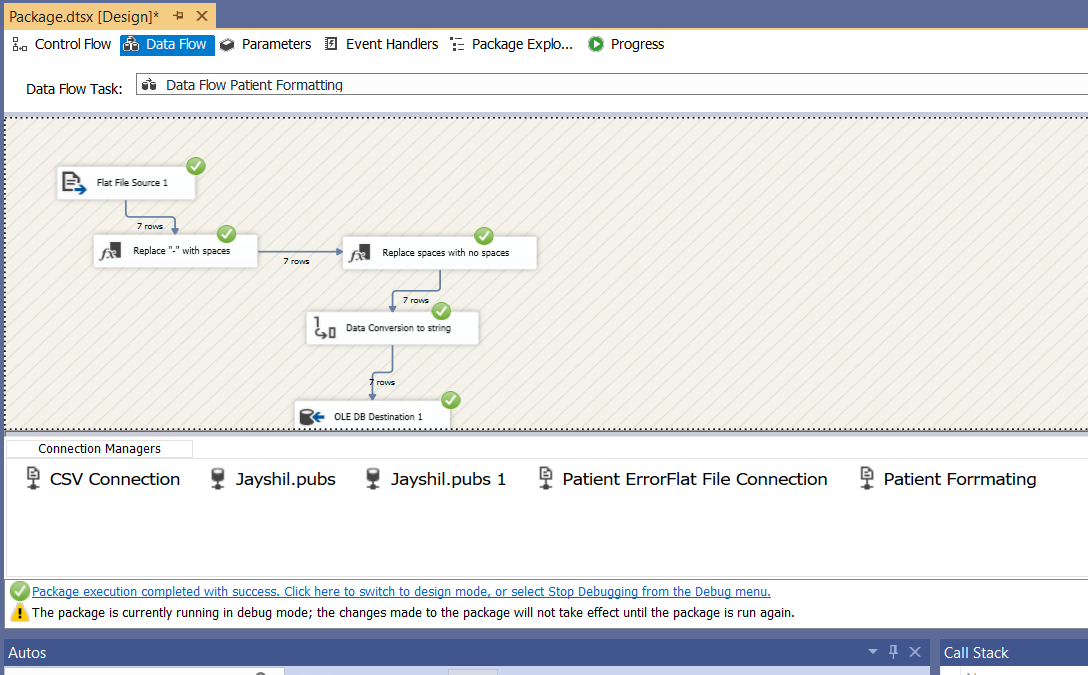 Package.dtsx [Design]*
Control Flow Data Flow Parameters Event Handlers Package Explo... Progress
Data Flow Task: Data Flow Patient Formatting
Flat File Source 1
7 rows
Replace "-" with spaces
7 rows
Replace spaces with no spaces
7 rows
Data Conversion to string
7 rows
OLE DB Destination 1
Connection Managers
CSV Connection Jayshil.pubs Jayshil.pubs 1 Patient ErrorFlat File Connection Patient Forrmating
Package execution completed with success. Click here to switch to design mode, or select Stop Debugging from the Debug menu.
The package is currently running in debug mode; the changes made to the package will not take effect until the package is run again.
Autos Call Stack